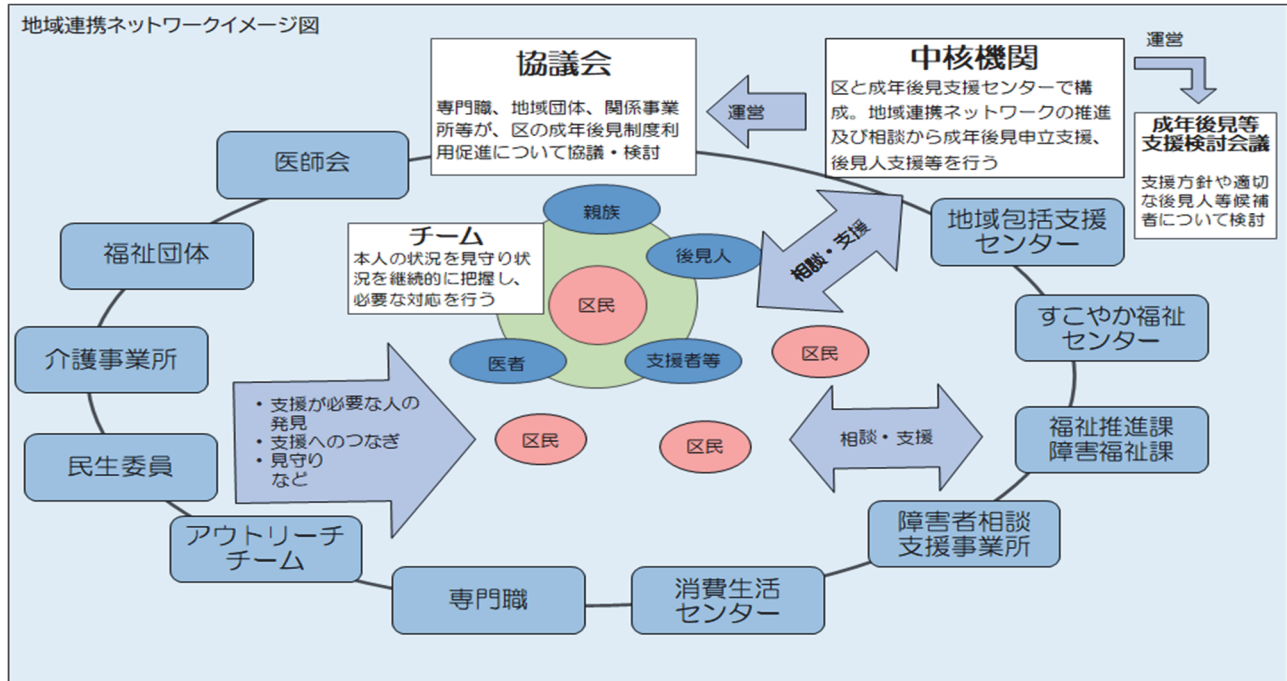 地域連携ネットワークイメージ図
協議会
専門職、地域団体、関係事業
所等が、区の成年後見制度利
用促進について協議・検討
運営
中核機関
区と成年後見支援センターで構
成。地域連携ネットワークの推進
及び相談から成年後見申立支援、
後見人支援等を行う
運営
成年後見等
支援検討会議
支援方針や適切
な後見人等候補
者について検討
医師会
福祉団体
介護事業所
民生委員
アウトリーチ
チーム
専門職
消費生活
センター
障害者相談
支援事業所
福祉推進課
障害福祉課
すこやか福祉
センター
地域包括支援
センター
チーム
本人の状況を見守り状
況を継続的に把握し、
必要な対応を行う
親族
後見人
区民
医者
支援者等
相談・支援
区民
・支援が必要な人の
発見
・支援へのつなぎ
・見守り
など
区民
区民
相談・支援